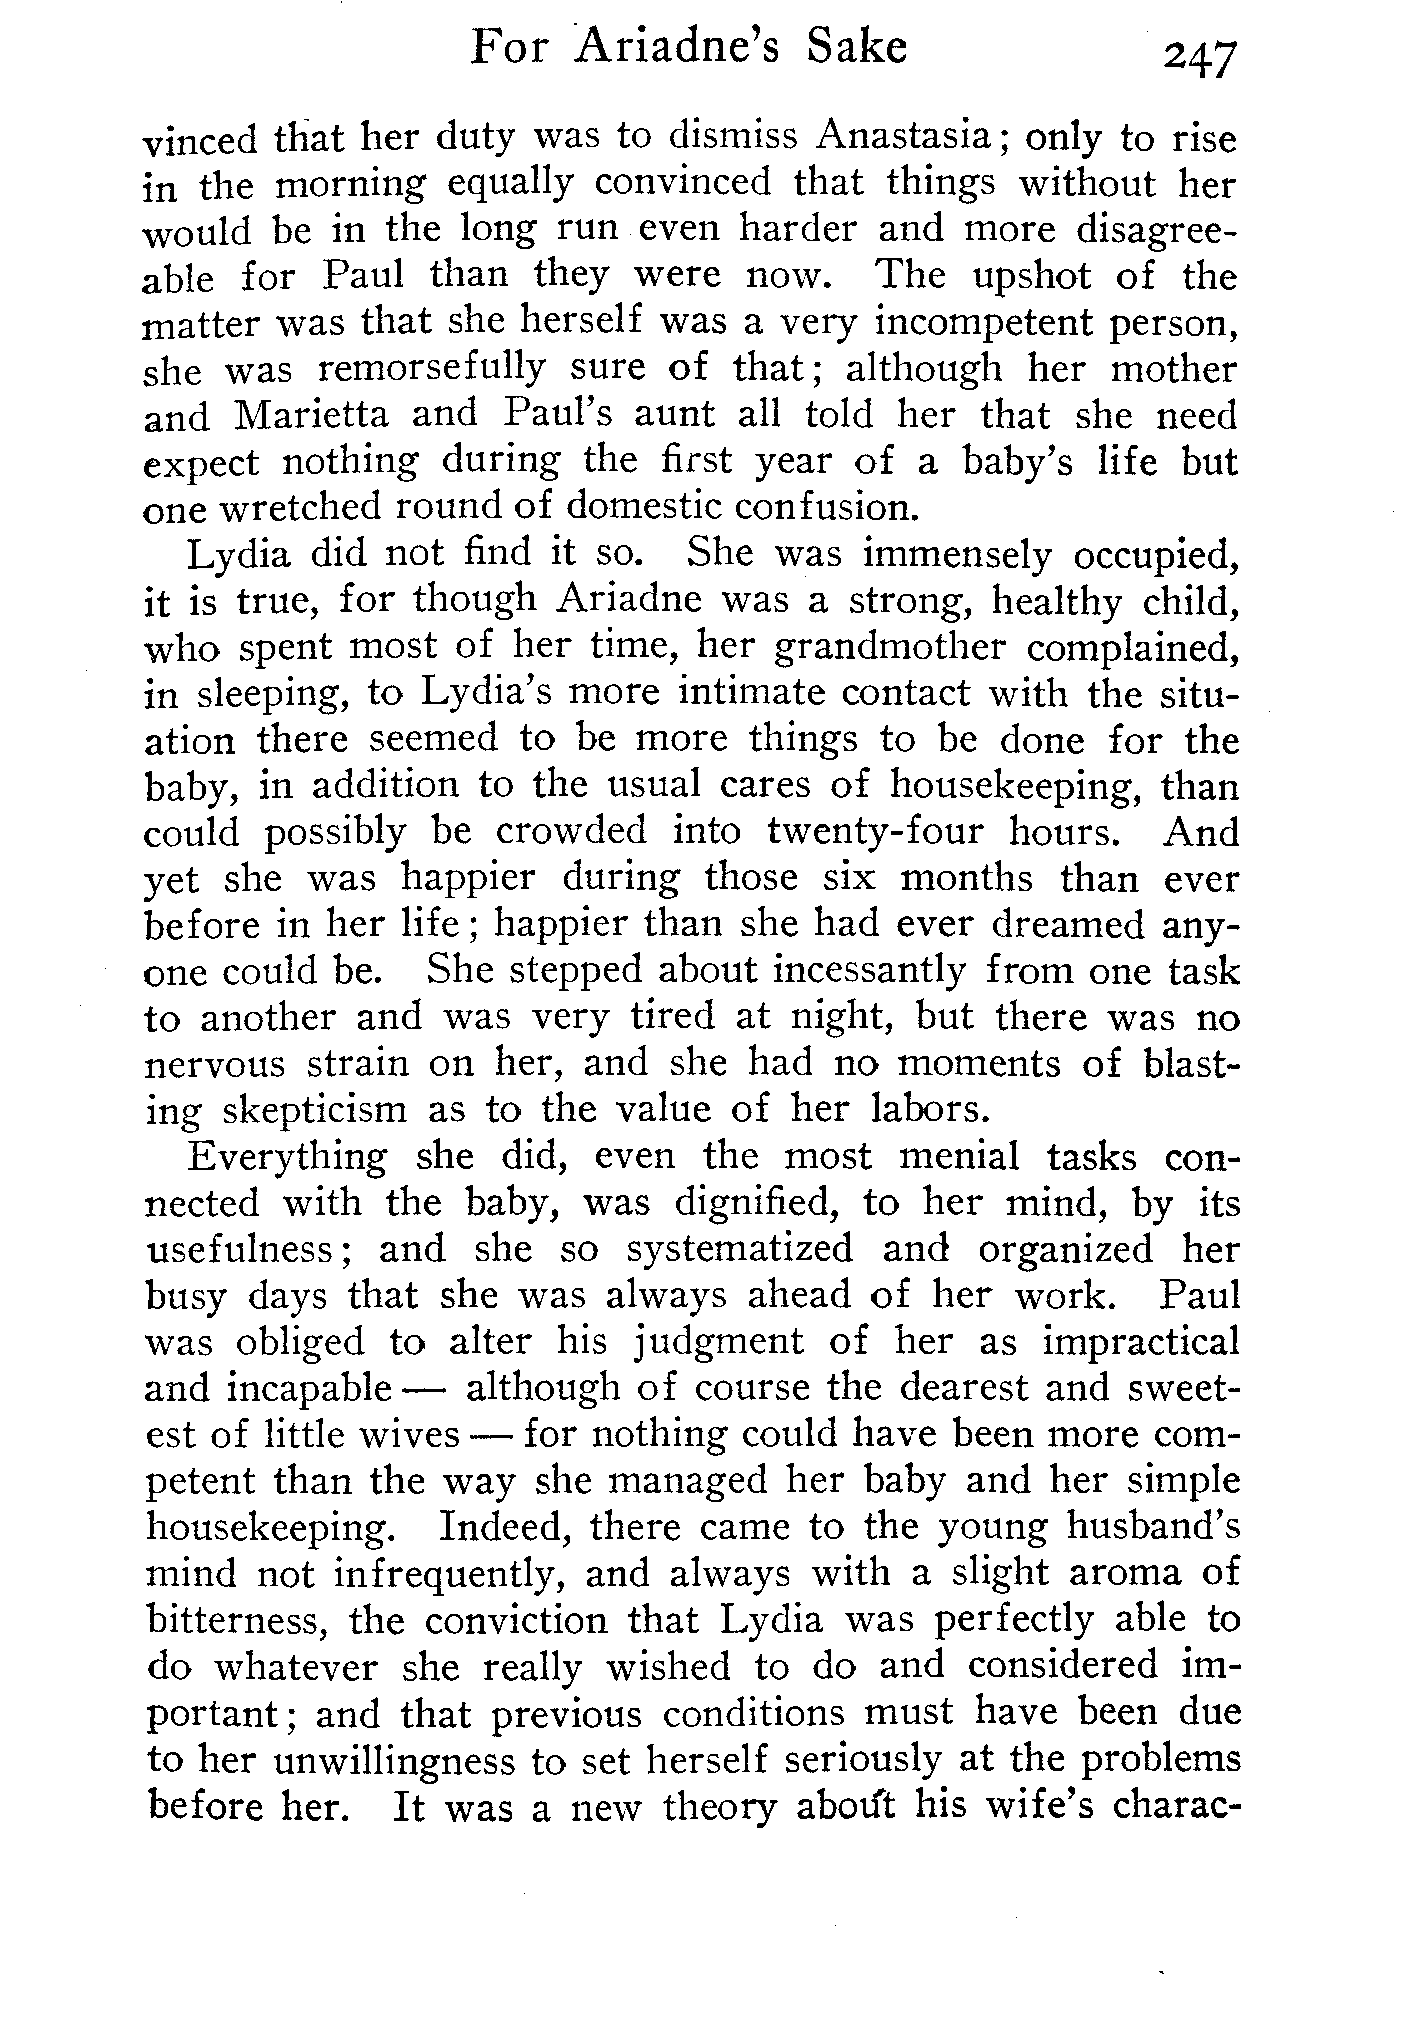 For Ariadne's Sake 247
vinced that her duty was to dismiss Anastasia; only to rise
in the morning equally convinced that things without her
would be in the long run even harder and more disagree-
able for Paul than they were now. The upshot of the
matter was that she herself was a very incompetent person,
she was remorsefully sure of that; although her mother
and Marietta and Paul's aunt all told her that she need
expect nothing during the first year of a baby's life but
one wretched round of domestic confusion.
Lydia did not find it so. She was immensely occupied,
it is true, for though Ariadne was a strong, healthy child,
who spent most of her time, her grandmother complained,
in sleeping, to Lydia's more intimate contact with the situ-
ation there seemed to be more things to be done for the
baby, in addition to the usual cares of housekeeping, than
could possibly be crowded into twenty-four hours. And
yet she was happier during those six months than ever
before in her life; happier than she had ever dreamed any-
one could be. She stepped about incessantly from one task
to another and was very tired at night, but there was no
nervous strain on her, and she had no moments of blast-
ing skepticism as to the value of her labors.
Everything she did, even the most menial tasks con-
nected with the baby, was dignified, to her mind, by its
usefulness; and she so systematized and organized her
busy days that she was always ahead of her work. Paul
was obliged to alter his judgment of her as impractical
and incapable — although of course the dearest and sweet-
est of little wives — for nothing could have been more com-
petent than the way she managed her baby and her simple
housekeeping. Indeed, there came to the young husband's
mind not infrequently, and always with a slight aroma of
bitterness, the conviction that Lydia was perfectly able to
do whatever she really wished to do and considered im-
portant; and that previous conditions must have been due
to her unwillingness to set herself seriously at the problems
before her. It was a new theory about his wife's charac-